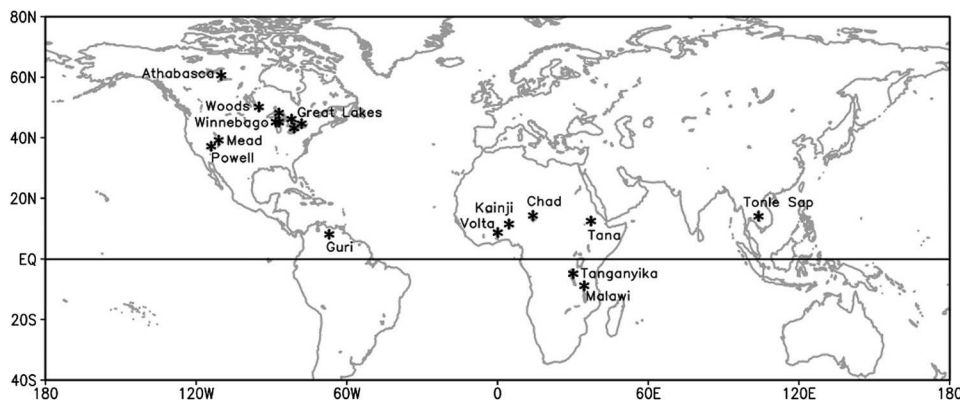 80N
60N
40N
20N
EQ
20S
40S
Athabasca
Woods
Great Lakes
Winnebago
Mead
Powell
Guri
Kainji
Chad
Volta
Tana
Tonle Sap
Tanganyika
Malawi
180 120W 60W 0 60E 120E 180